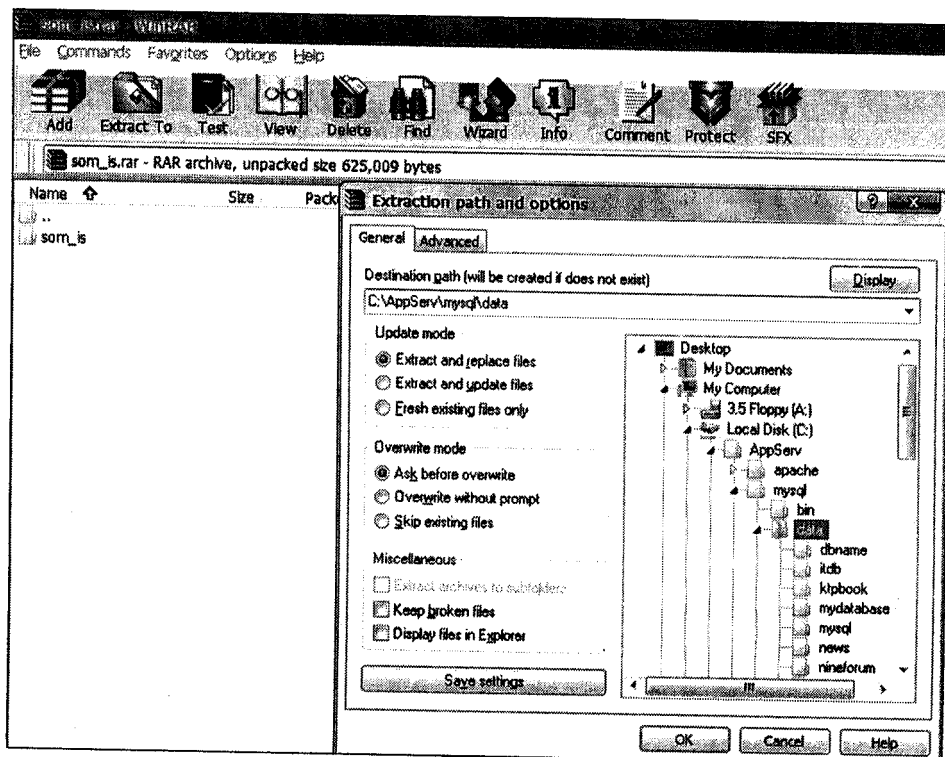 som_is.rar - WinRAR
File Commands Favorites Options Help
Add Extract To Test View Delete Find Wizard Info Comment Protect SFX
som_is.rar - RAR archive, unpacked size 625,009 bytes
Name Size Pack
..
som_is
Extraction path and options
General Advanced
Destination path (will be created if does not exist)
Display
C:\AppServ\mysql\data
Update mode
Extract and replace files
Extract and update files
Fresh existing files only
Overwrite mode
Ask before overwrite
Overwrite without prompt
Skip existing files
Miscellaneous
Extract archives to subfolders
Keep broken files
Display files in Explorer
Save settings
Desktop
My Documents
My Computer
3.5 Floppy (A:)
Local Disk (C:)
AppServ
apache
mysql
bin
data
dbname
itdb
ktpbook
mydatabase
mysql
news
nineforum
OK Cancel Help